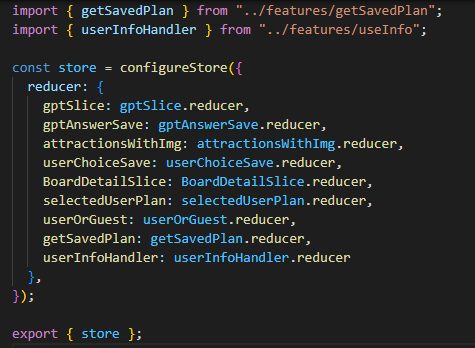 import { getSavedPlan } from "../features/getSavedPlan";
import { userInfoHandler } from "../features/useInfo";

const store = configureStore({
  reducer: {
    gptSlice: gptSlice.reducer,
    gptAnswerSave: gptAnswerSave.reducer,
    attractionsWithImg: attractionsWithImg.reducer,
    userChoiceSave: userChoiceSave.reducer,
    BoardDetailSlice: BoardDetailSlice.reducer,
    selectedUserPlan: selectedUserPlan.reducer,
    userOrGuest: userOrGuest.reducer,
    getSavedPlan: getSavedPlan.reducer,
    userInfoHandler: userInfoHandler.reducer
  },
});

export { store };